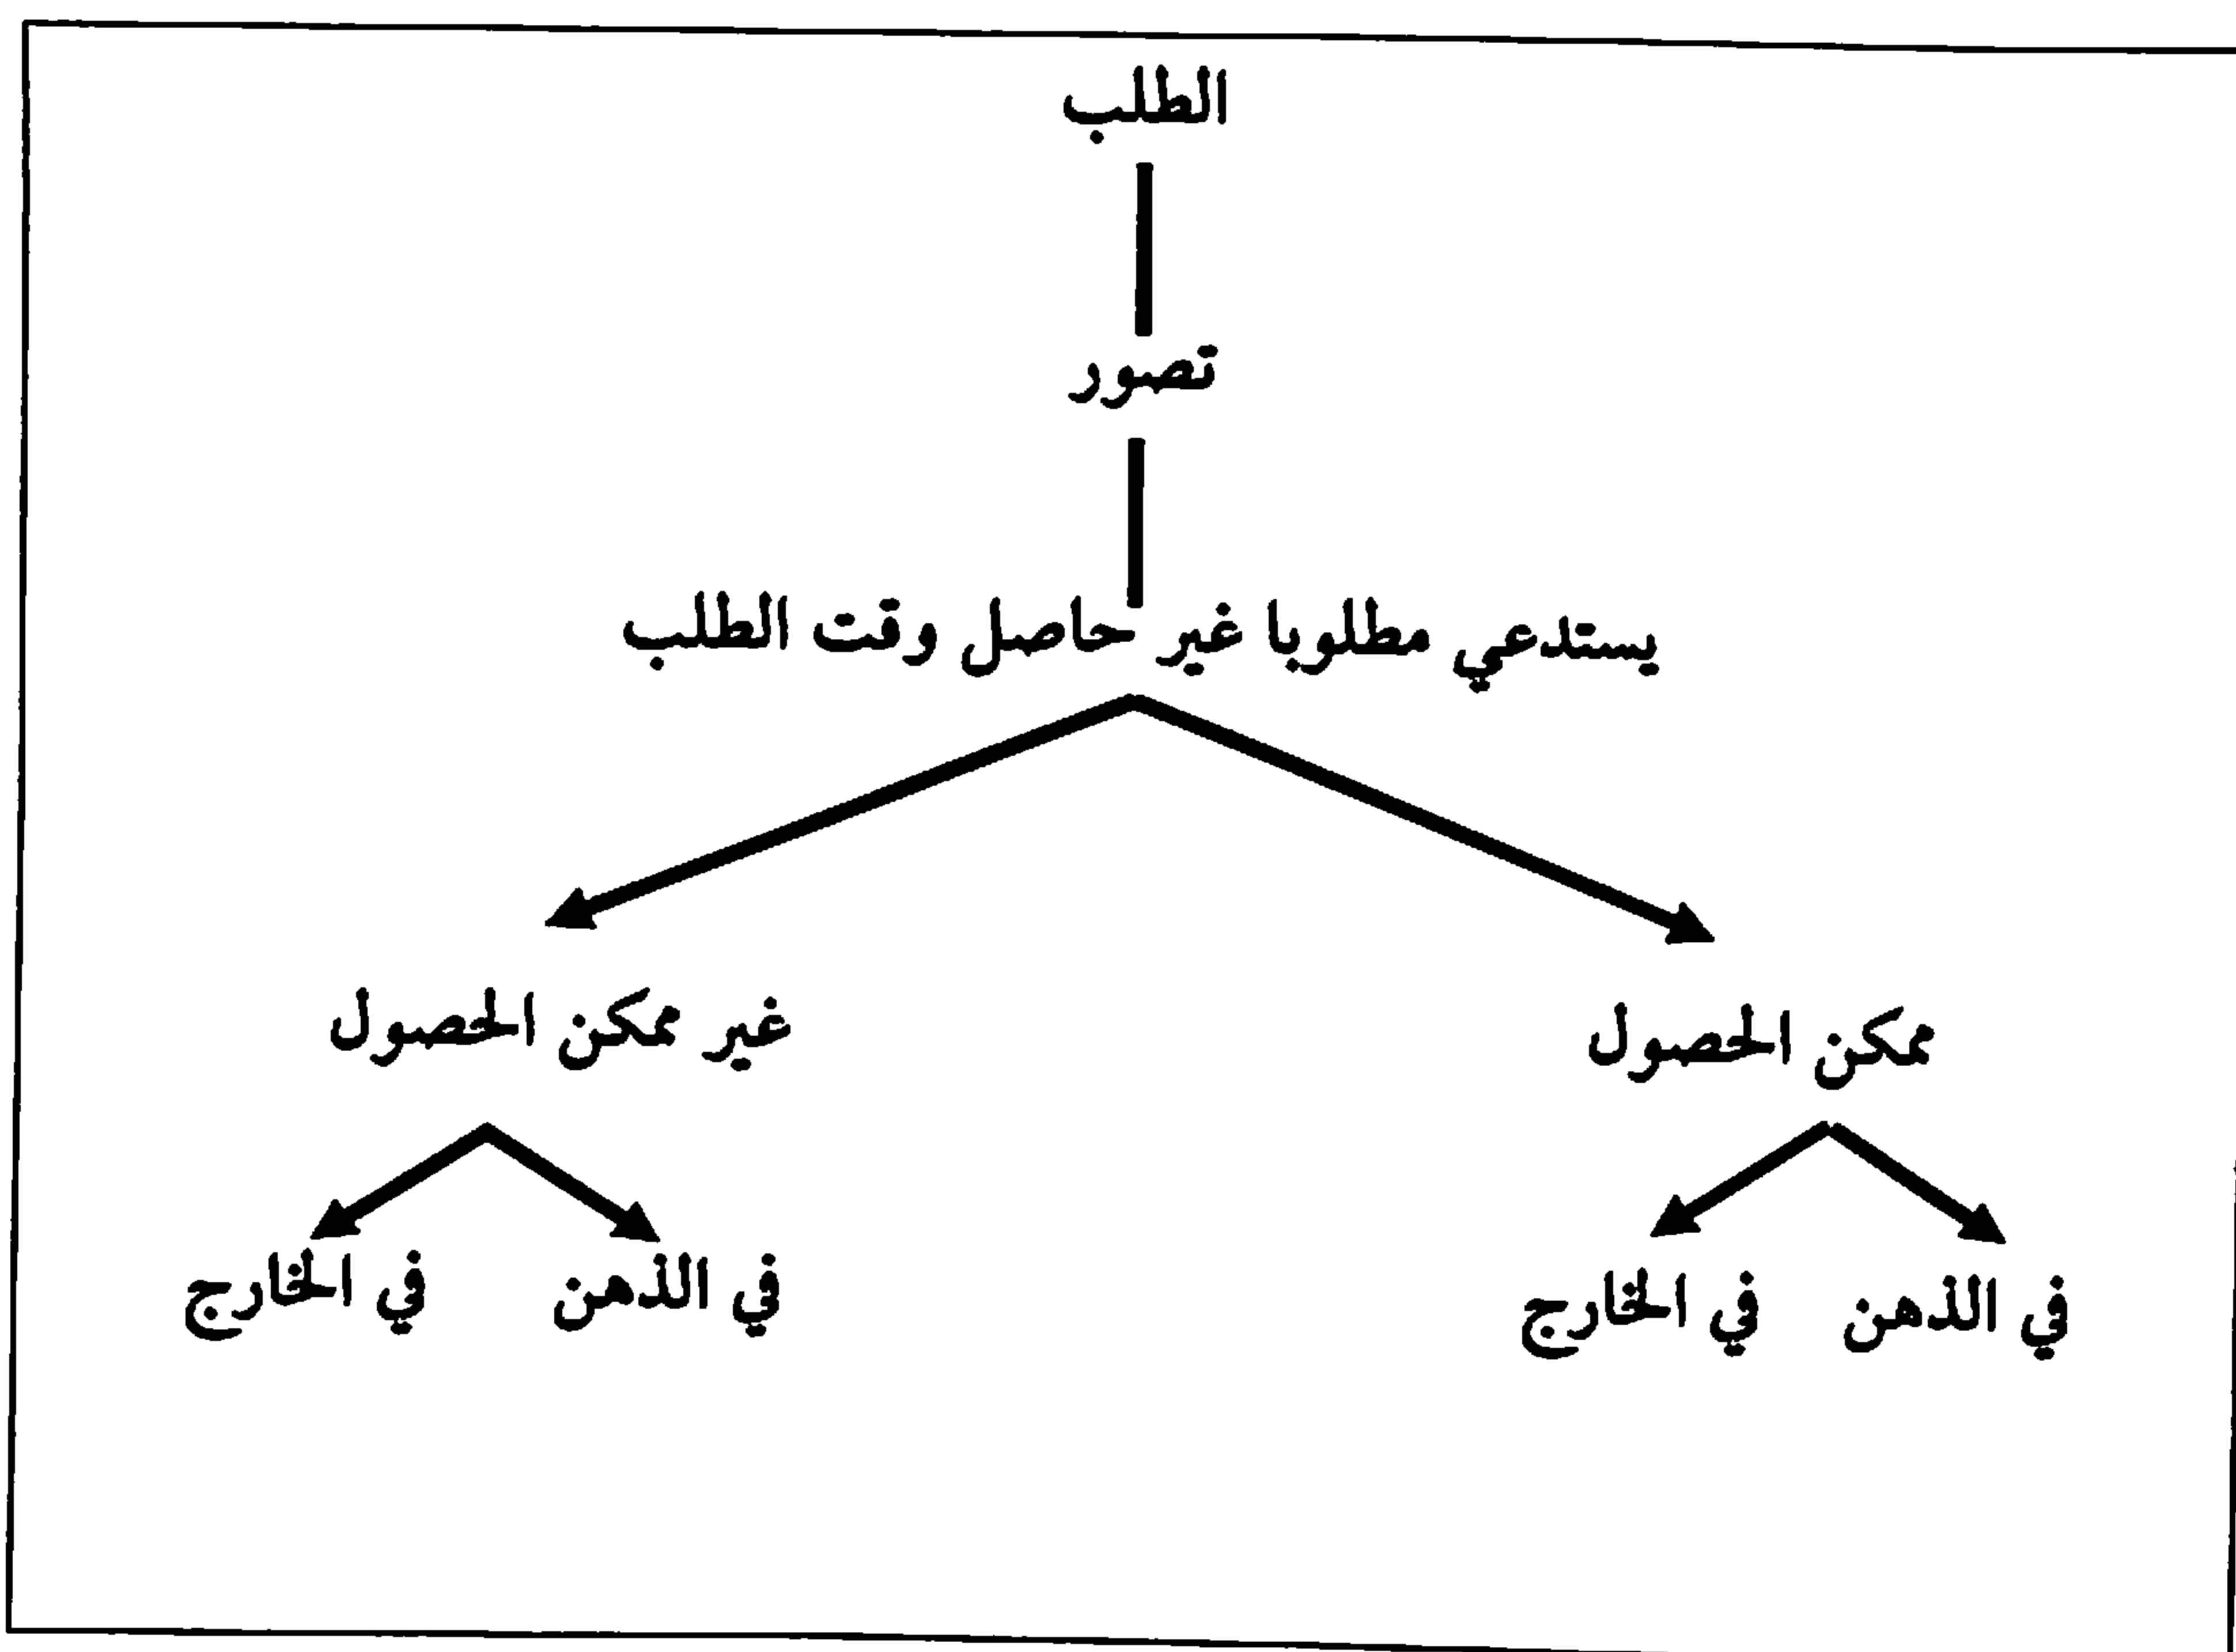 الطلب
تصور
يستدعي مطلوبا غير حاصل وقت الطلب
ممكن الحصول
غير ممكن الحصول
في الذهن
في الخارج
في الذهن
في الخارج